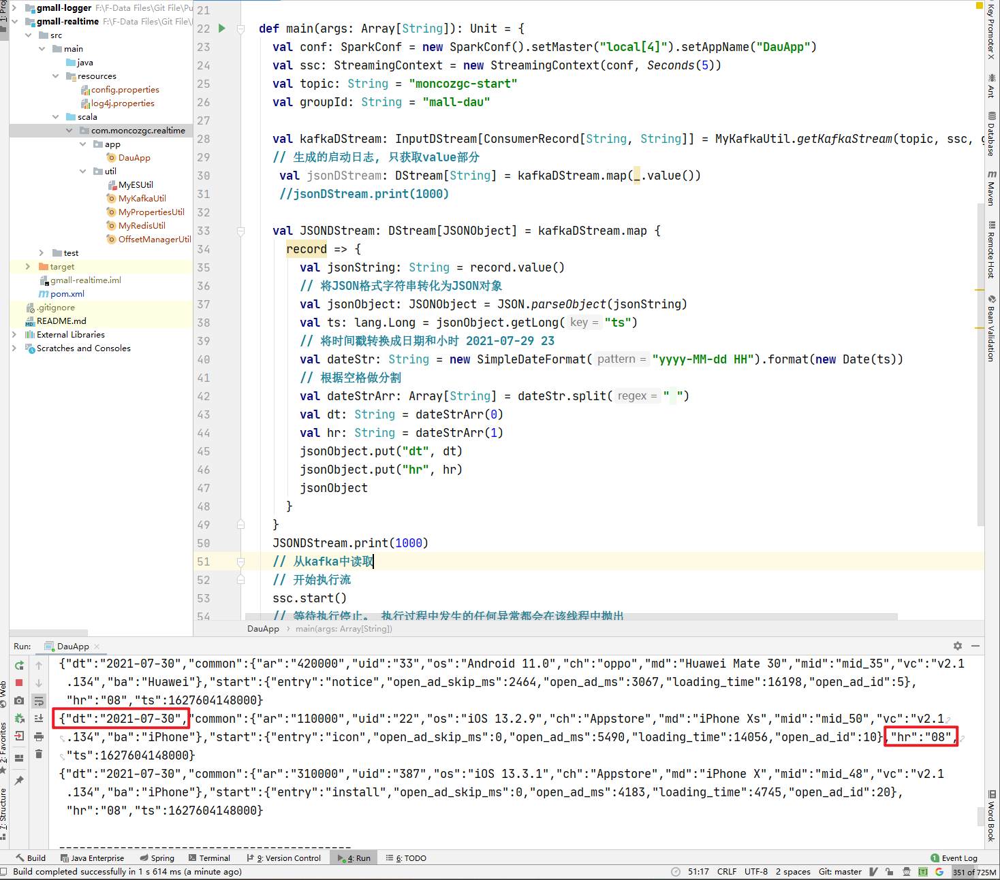 1: Proj
gmall-logger F:\F-Data Files\Git File\Pu
gmall-realtime F:\F-Data Files\Git File\
src
main
java
resources
config.properties
log4j.properties
scala
com.moncozgc.realtime
app
DauApp
util
MyESUtil
MyKafkaUtil
MyPropertiesUtil
MyRedisUtil
OffsetManagerUtil
test
target
gmall-realtime.iml
pom.xml
.gitignore
README.md
External Libraries
Scratches and Consoles
21
22 def main(args: Array[String]): Unit = {
23 val conf: SparkConf = new SparkConf().setMaster("local[4]").setAppName("DauApp")
24 val ssc: StreamingContext = new StreamingContext(conf, Seconds(5))
25 val topic: String = "moncozgc-start"
26 val groupId: String = "mall-dau"
27
28 val kafkaDStream: InputDStream[ConsumerRecord[String, String]] = MyKafkaUtil.getKafkaStream(topic, ssc, g
29 // 生成的启动日志, 只获取value部分
30 val jsonDStream: DStream[String] = kafkaDStream.map(_.value())
31 //jsonDStream.print(1000)
32
33 val JSONDStream: DStream[JSONObject] = kafkaDStream.map {
34 record => {
35 val jsonString: String = record.value()
36 // 将JSON格式字符串转化为JSON对象
37 val jsonObject: JSONObject = JSON.parseObject(jsonString)
38 val ts: lang.Long = jsonObject.getLong( key = "ts")
39 // 将时间戳转换成日期和小时 2021-07-29 23
40 val dateStr: String = new SimpleDateFormat( pattern = "yyyy-MM-dd HH").format(new Date(ts))
41 // 根据空格做分割
42 val dateStrArr: Array[String] = dateStr.split( regex = " ")
43 val dt: String = dateStrArr(0)
44 val hr: String = dateStrArr(1)
45 jsonObject.put("dt", dt)
46 jsonObject.put("hr", hr)
47 jsonObject
48 }
49 }
50 JSONDStream.print(1000)
51 // 从kafka中读取
52 // 开始执行流
53 ssc.start()
54 // 等待执行停止。 执行过程中发生的任何异常都会在该线程中抛出
DauApp › main(args: Array[String])
Key Promoter X
Ant
Database
Maven
Remote Host
Bean Validation
Word Book
Run: DauApp
{"dt":"2021-07-30","common":{"ar":"420000","uid":"33","os":"Android 11.0","ch":"oppo","md":"Huawei Mate 30","mid":"mid_35","vc":"v2.1
.134","ba":"Huawei"},"start":{"entry":"notice","open_ad_skip_ms":2464,"open_ad_ms":3067,"loading_time":16198,"open_ad_id":5},
"hr":"08","ts":1627604148000}
{"dt":"2021-07-30","common":{"ar":"110000","uid":"22","os":"iOS 13.2.9","ch":"Appstore","md":"iPhone Xs","mid":"mid_50","vc":"v2.1
.134","ba":"iPhone"},"start":{"entry":"icon","open_ad_skip_ms":0,"open_ad_ms":5490,"loading_time":14056,"open_ad_id":10},"hr":"08",
"ts":1627604148000}
{"dt":"2021-07-30","common":{"ar":"310000","uid":"387","os":"iOS 13.3.1","ch":"Appstore","md":"iPhone X","mid":"mid_48","vc":"v2.1
.134","ba":"iPhone"},"start":{"entry":"install","open_ad_skip_ms":0,"open_ad_ms":4183,"loading_time":4745,"open_ad_id":20},
"hr":"08","ts":1627604148000}
-------------------------------------------
Web
2: Favorites
7: Structure
Build Java Enterprise Spring Terminal 9: Version Control 4: Run 6: TODO 1 Event Log
Build completed successfully in 1 s 614 ms (a minute ago) 51:17 CRLF UTF-8 2 spaces Git: master [T] 351 of 725M